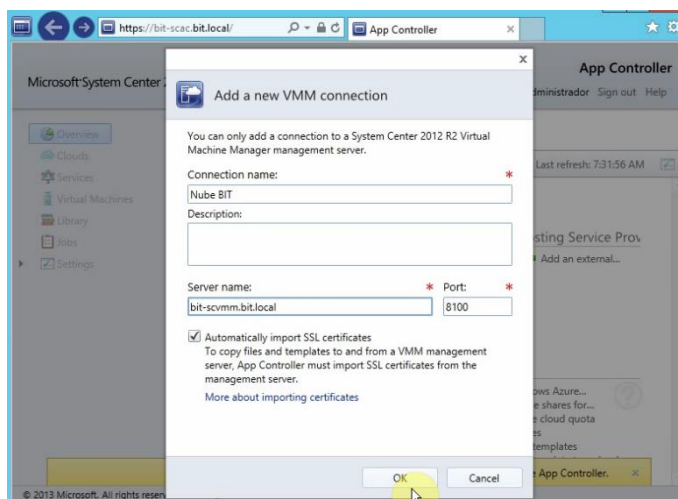 https://bit-scac.bit.local/
App Controller
Microsoft System Center 2
App Controller
dministrador Sign out Help
Overview
Clouds
Services
Virtual Machines
Library
Jobs
Settings
Last refresh: 7:31:56 AM
sting Service Prov
Add an external...
ows Azure...
e shares for...
e cloud quota
es
templates
e App Controller.
x
Add a new VMM connection
You can only add a connection to a System Center 2012 R2 Virtual
Machine Manager management server.
Connection name: *
Nube BIT
Description:
Server name: * Port: *
bit-scvmm.bit.local 8100
Automatically import SSL certificates
To copy files and templates to and from a VMM management
server, App Controller must import SSL certificates from the
management server.
More about importing certificates
OK Cancel
© 2013 Microsoft. All rights reserv